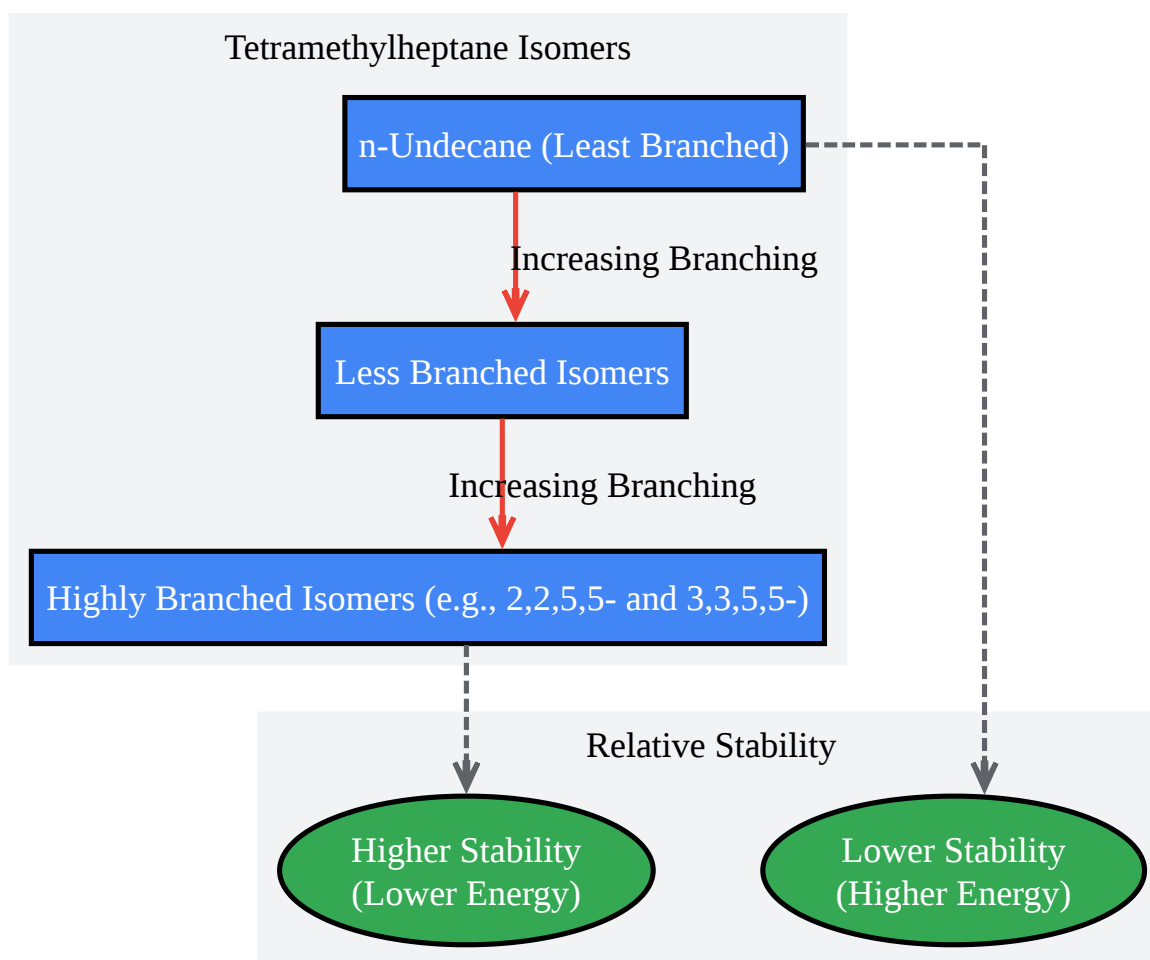 Tetramethylheptane Isomers
n-Undecane (Least Branched)
Increasing Branching
Less Branched Isomers
Increasing Branching
Highly Branched Isomers (e.g., 2,2,5,5- and 3,3,5,5-)
Relative Stability
Higher Stability
(Lower Energy)
Lower Stability
(Higher Energy)